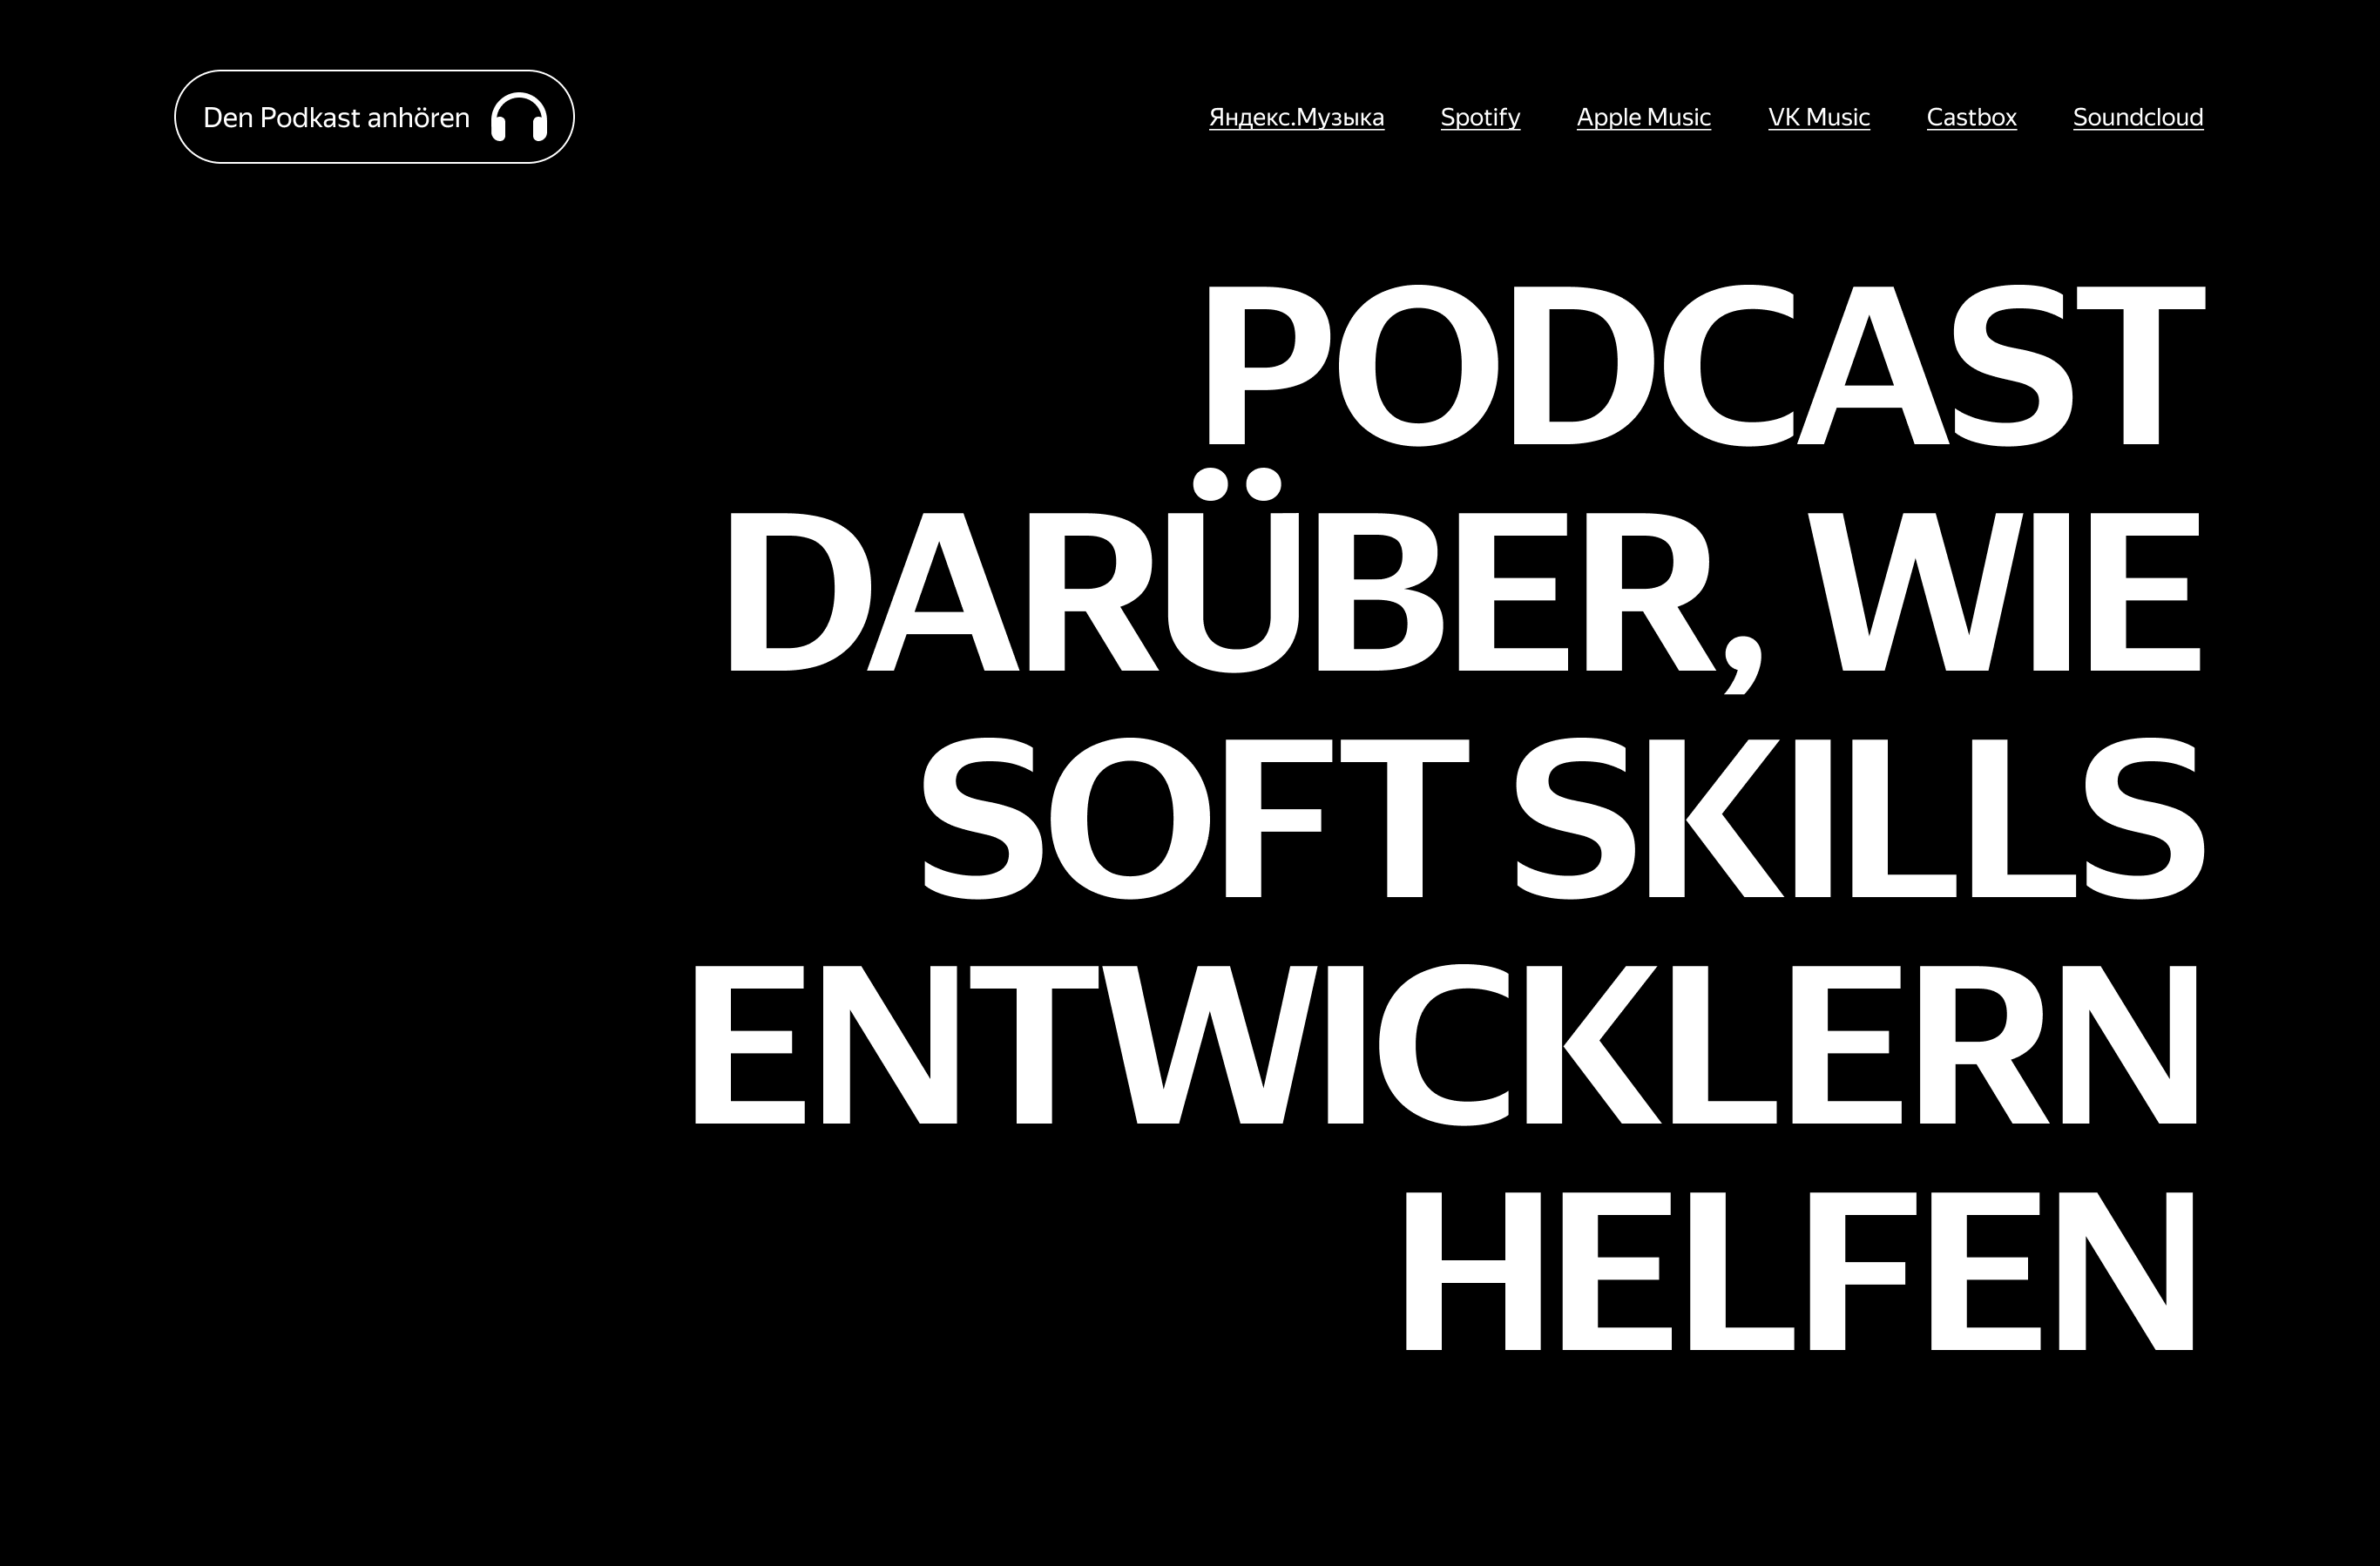 Den Podkast anhören
Яндекс.Музыка Spotify Apple Music VK Music Castbox Soundcloud
PODCAST
DARÜBER, WIE
SOFT SKILLS
ENTWICKLERN
HELFEN